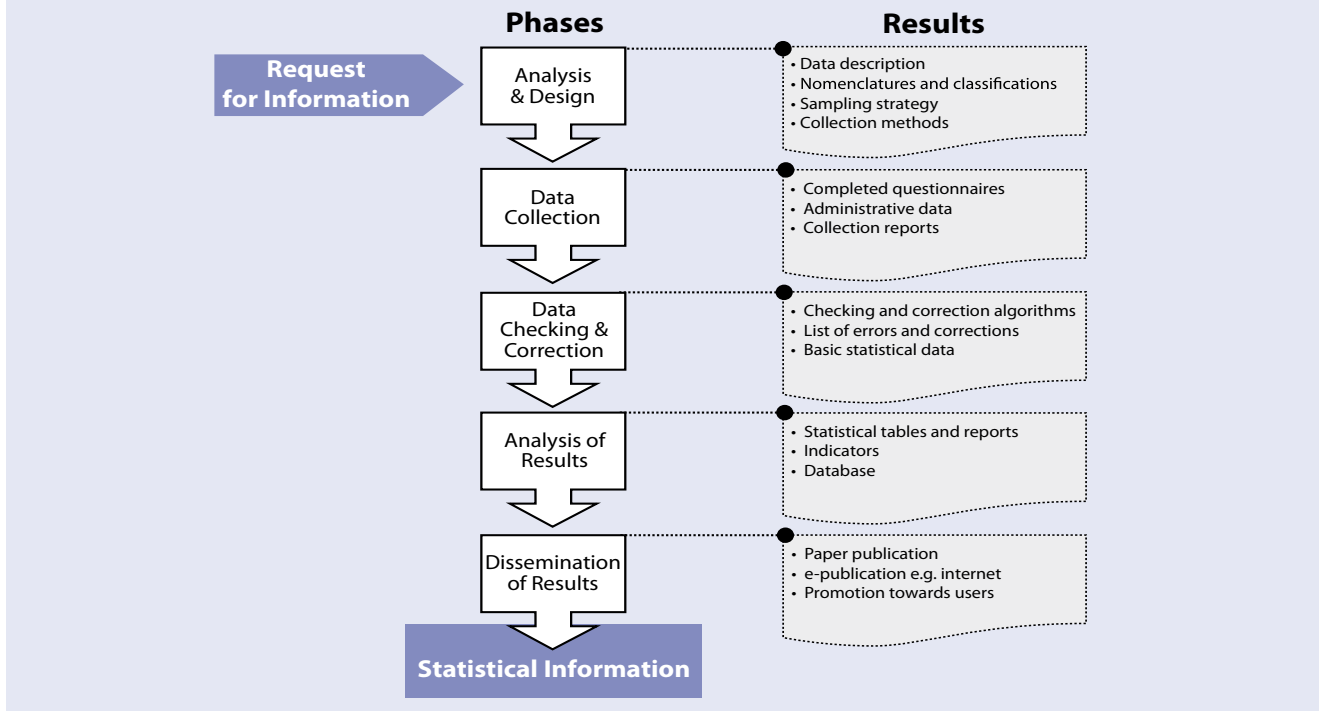 Phases
Results
Request
for Information
Analysis
& Design
• Data description
• Nomenclatures and classifications
• Sampling strategy
• Collection methods
Data
Collection
• Completed questionnaires
• Administrative data
• Collection reports
Data
Checking &
Correction
• Checking and correction algorithms
• List of errors and corrections
• Basic statistical data
Analysis of
Results
• Statistical tables and reports
• Indicators
• Database
Dissemination
of Results
• Paper publication
• e-publication e.g. internet
• Promotion towards users
Statistical Information